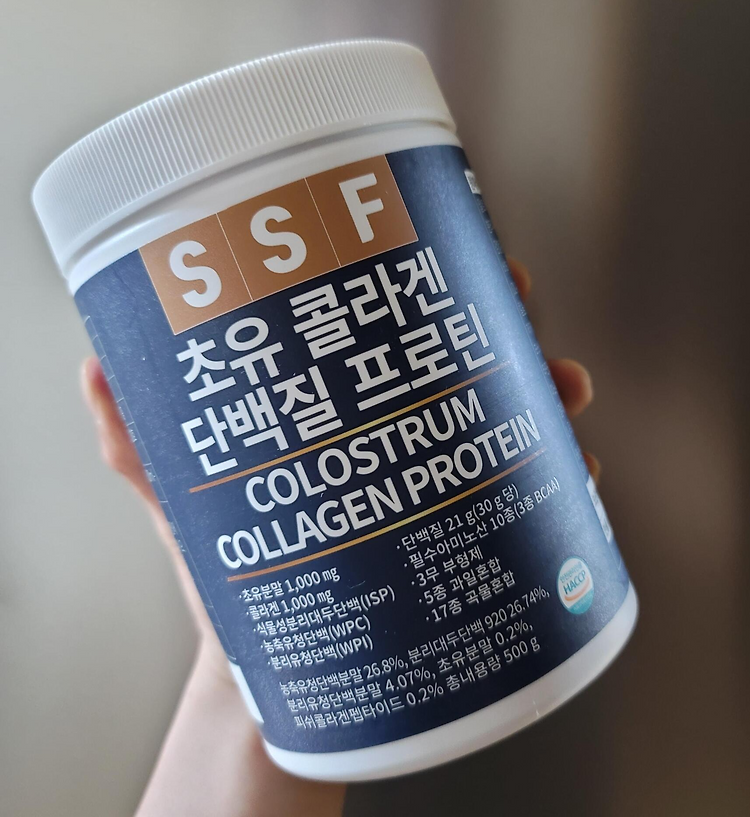 SSF
초유 콜라겐
단백질 프로틴
COLOSTRUM
COLLAGEN PROTEIN
·초유분말 1,000 mg
·콜라겐 1,000 mg
·식물성분리대두단백(ISP)
·농축유청단백(WPC)
·분리유청단백(WPI)
·단백질 21 g(30 g 당)
·필수아미노산 10종(3종 BCAA)
·3무 부형제
·5종 과일혼합
·17종 곡물혼합
HACCP
농축유청단백분말 26.8%, 분리대두단백 920 26.74%,
분리유청단백분말 4.07%, 초유분말 0.2%,
피쉬콜라겐펩타이드 0.2% 총내용량 500 g